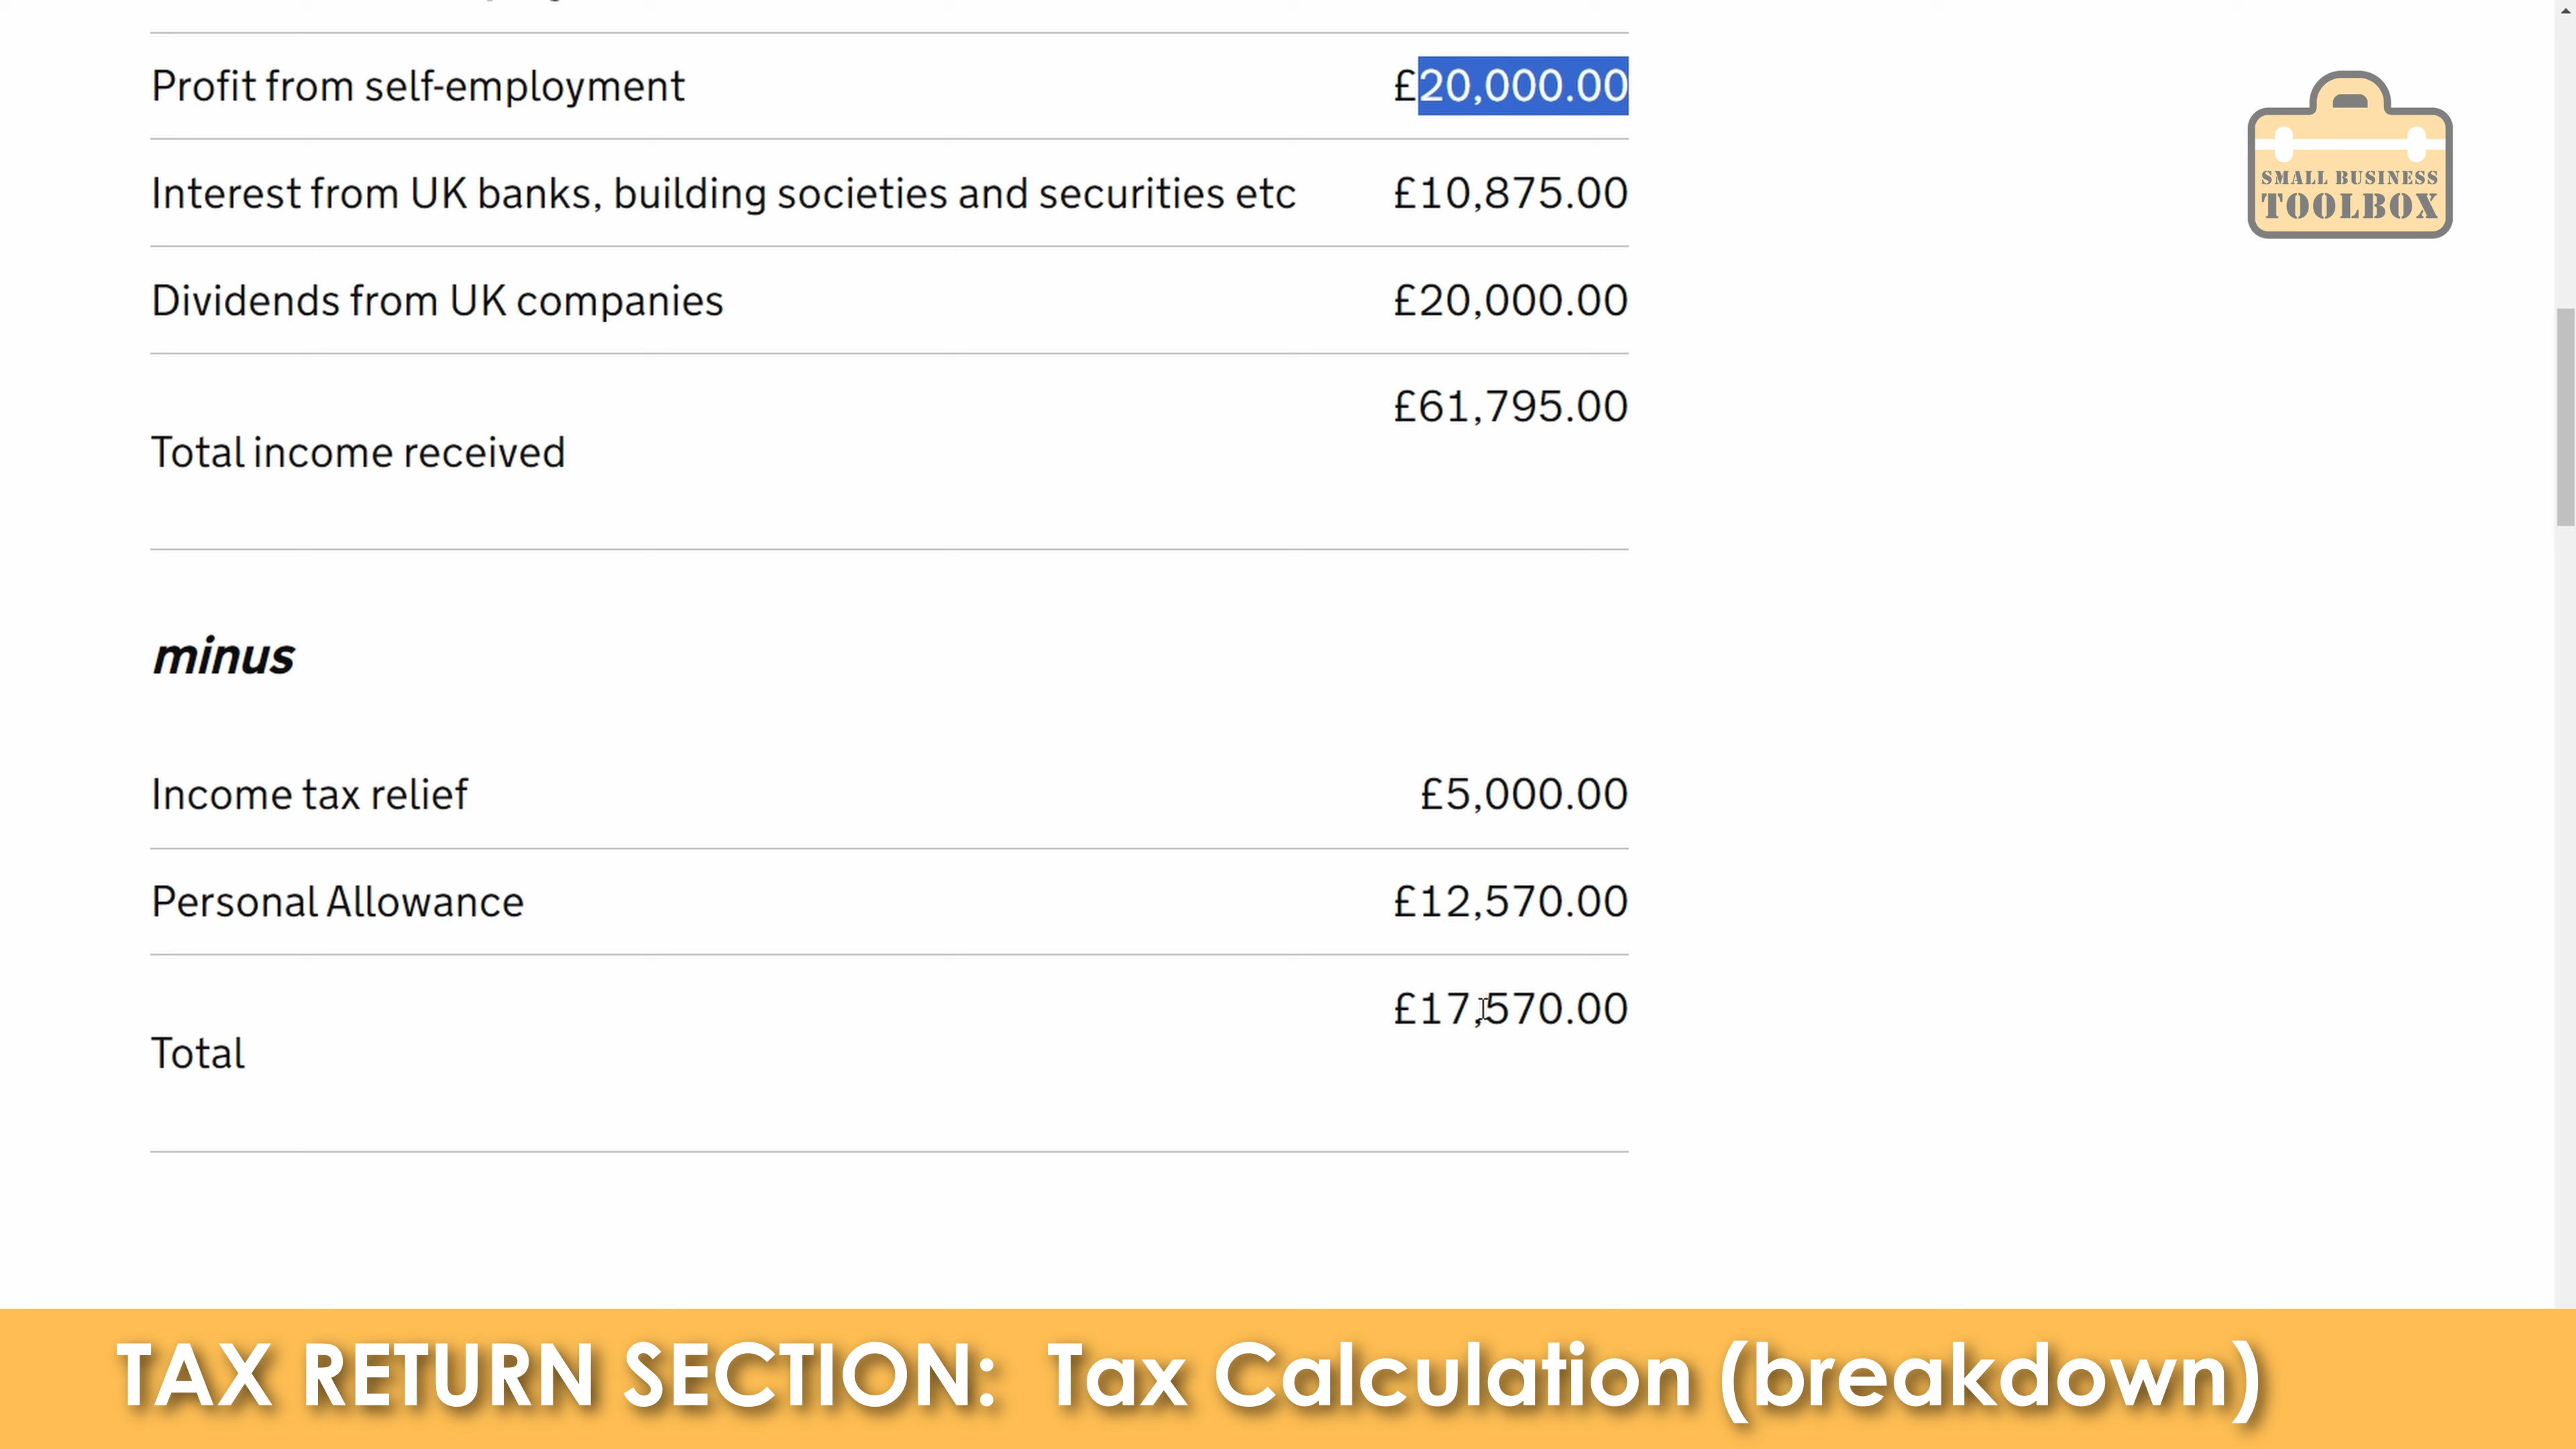 Profit from self-employment £20,000.00
Interest from UK banks, building societies and securities etc £10,875.00
Dividends from UK companies £20,000.00
£61,795.00
Total income received
minus
Income tax relief £5,000.00
Personal Allowance £12,570.00
£17,570.00
Total
SMALL BUSINESS
TOOLBOX
TAX RETURN SECTION: Tax Calculation (breakdown)